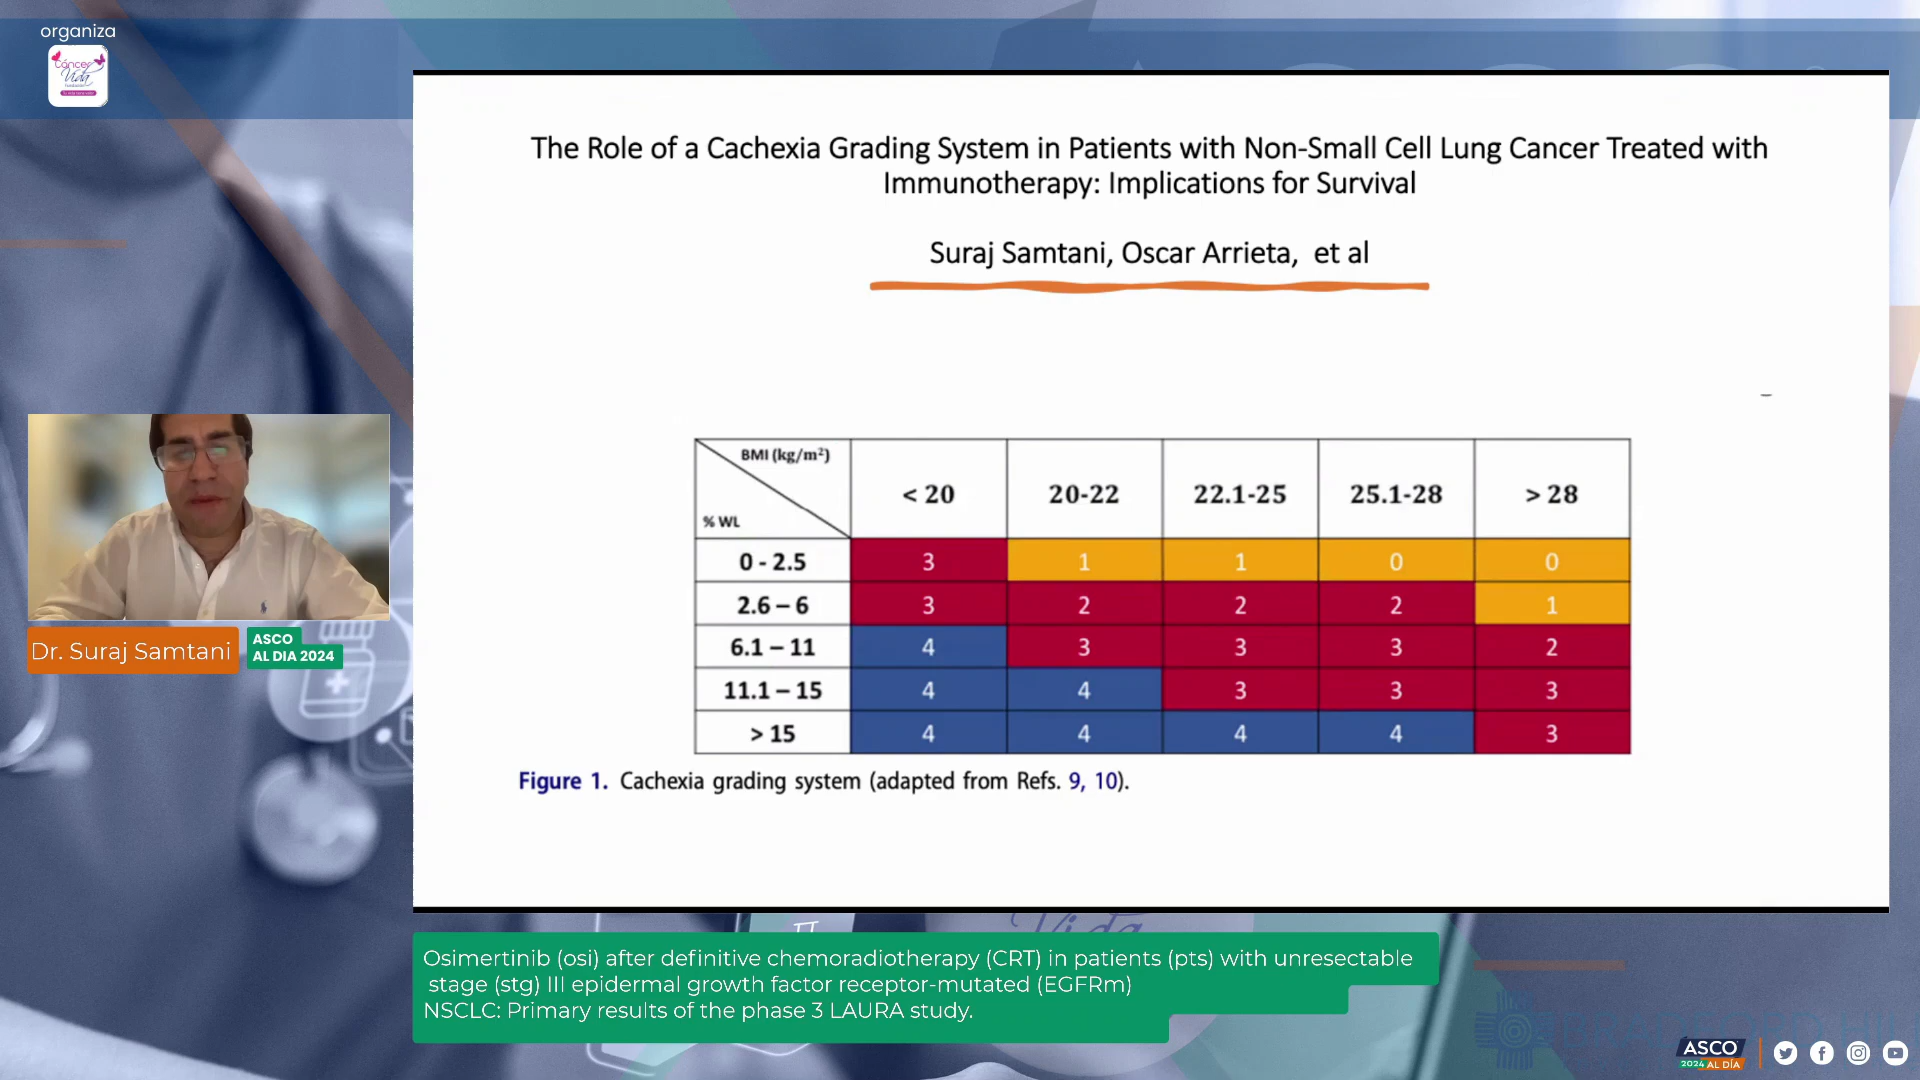 organiza
Cáncer
Vida
The Role of a Cachexia Grading System in Patients with Non-Small Cell Lung Cancer Treated with
Immunotherapy: Implications for Survival
Suraj Samtani, Oscar Arrieta, et al
BMI (kg/m²)
% WL
< 20 20-22 22.1-25 25.1-28 > 28
0 - 2.5 3 1 1 0 0
2.6 – 6 3 2 2 2 1
6.1 – 11 4 3 3 3 2
11.1 – 15 4 4 3 3 3
> 15 4 4 4 4 3
Figure 1. Cachexia grading system (adapted from Refs. 9, 10).
Dr. Suraj Samtani
ASCO
AL DIA 2024
Osimertinib (osi) after definitive chemoradiotherapy (CRT) in patients (pts) with unresectable
stage (stg) III epidermal growth factor receptor-mutated (EGFRm)
NSCLC: Primary results of the phase 3 LAURA study.
Vida
ASCO
2024 AL DÍA